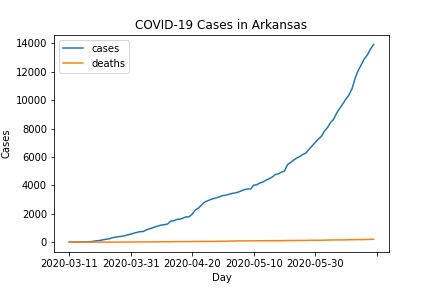 COVID-19 Cases in Arkansas
14000
12000
10000
8000
6000
4000
2000
0
Cases
cases
deaths
2020-03-11 2020-03-31 2020-04-20 2020-05-10 2020-05-30
Day